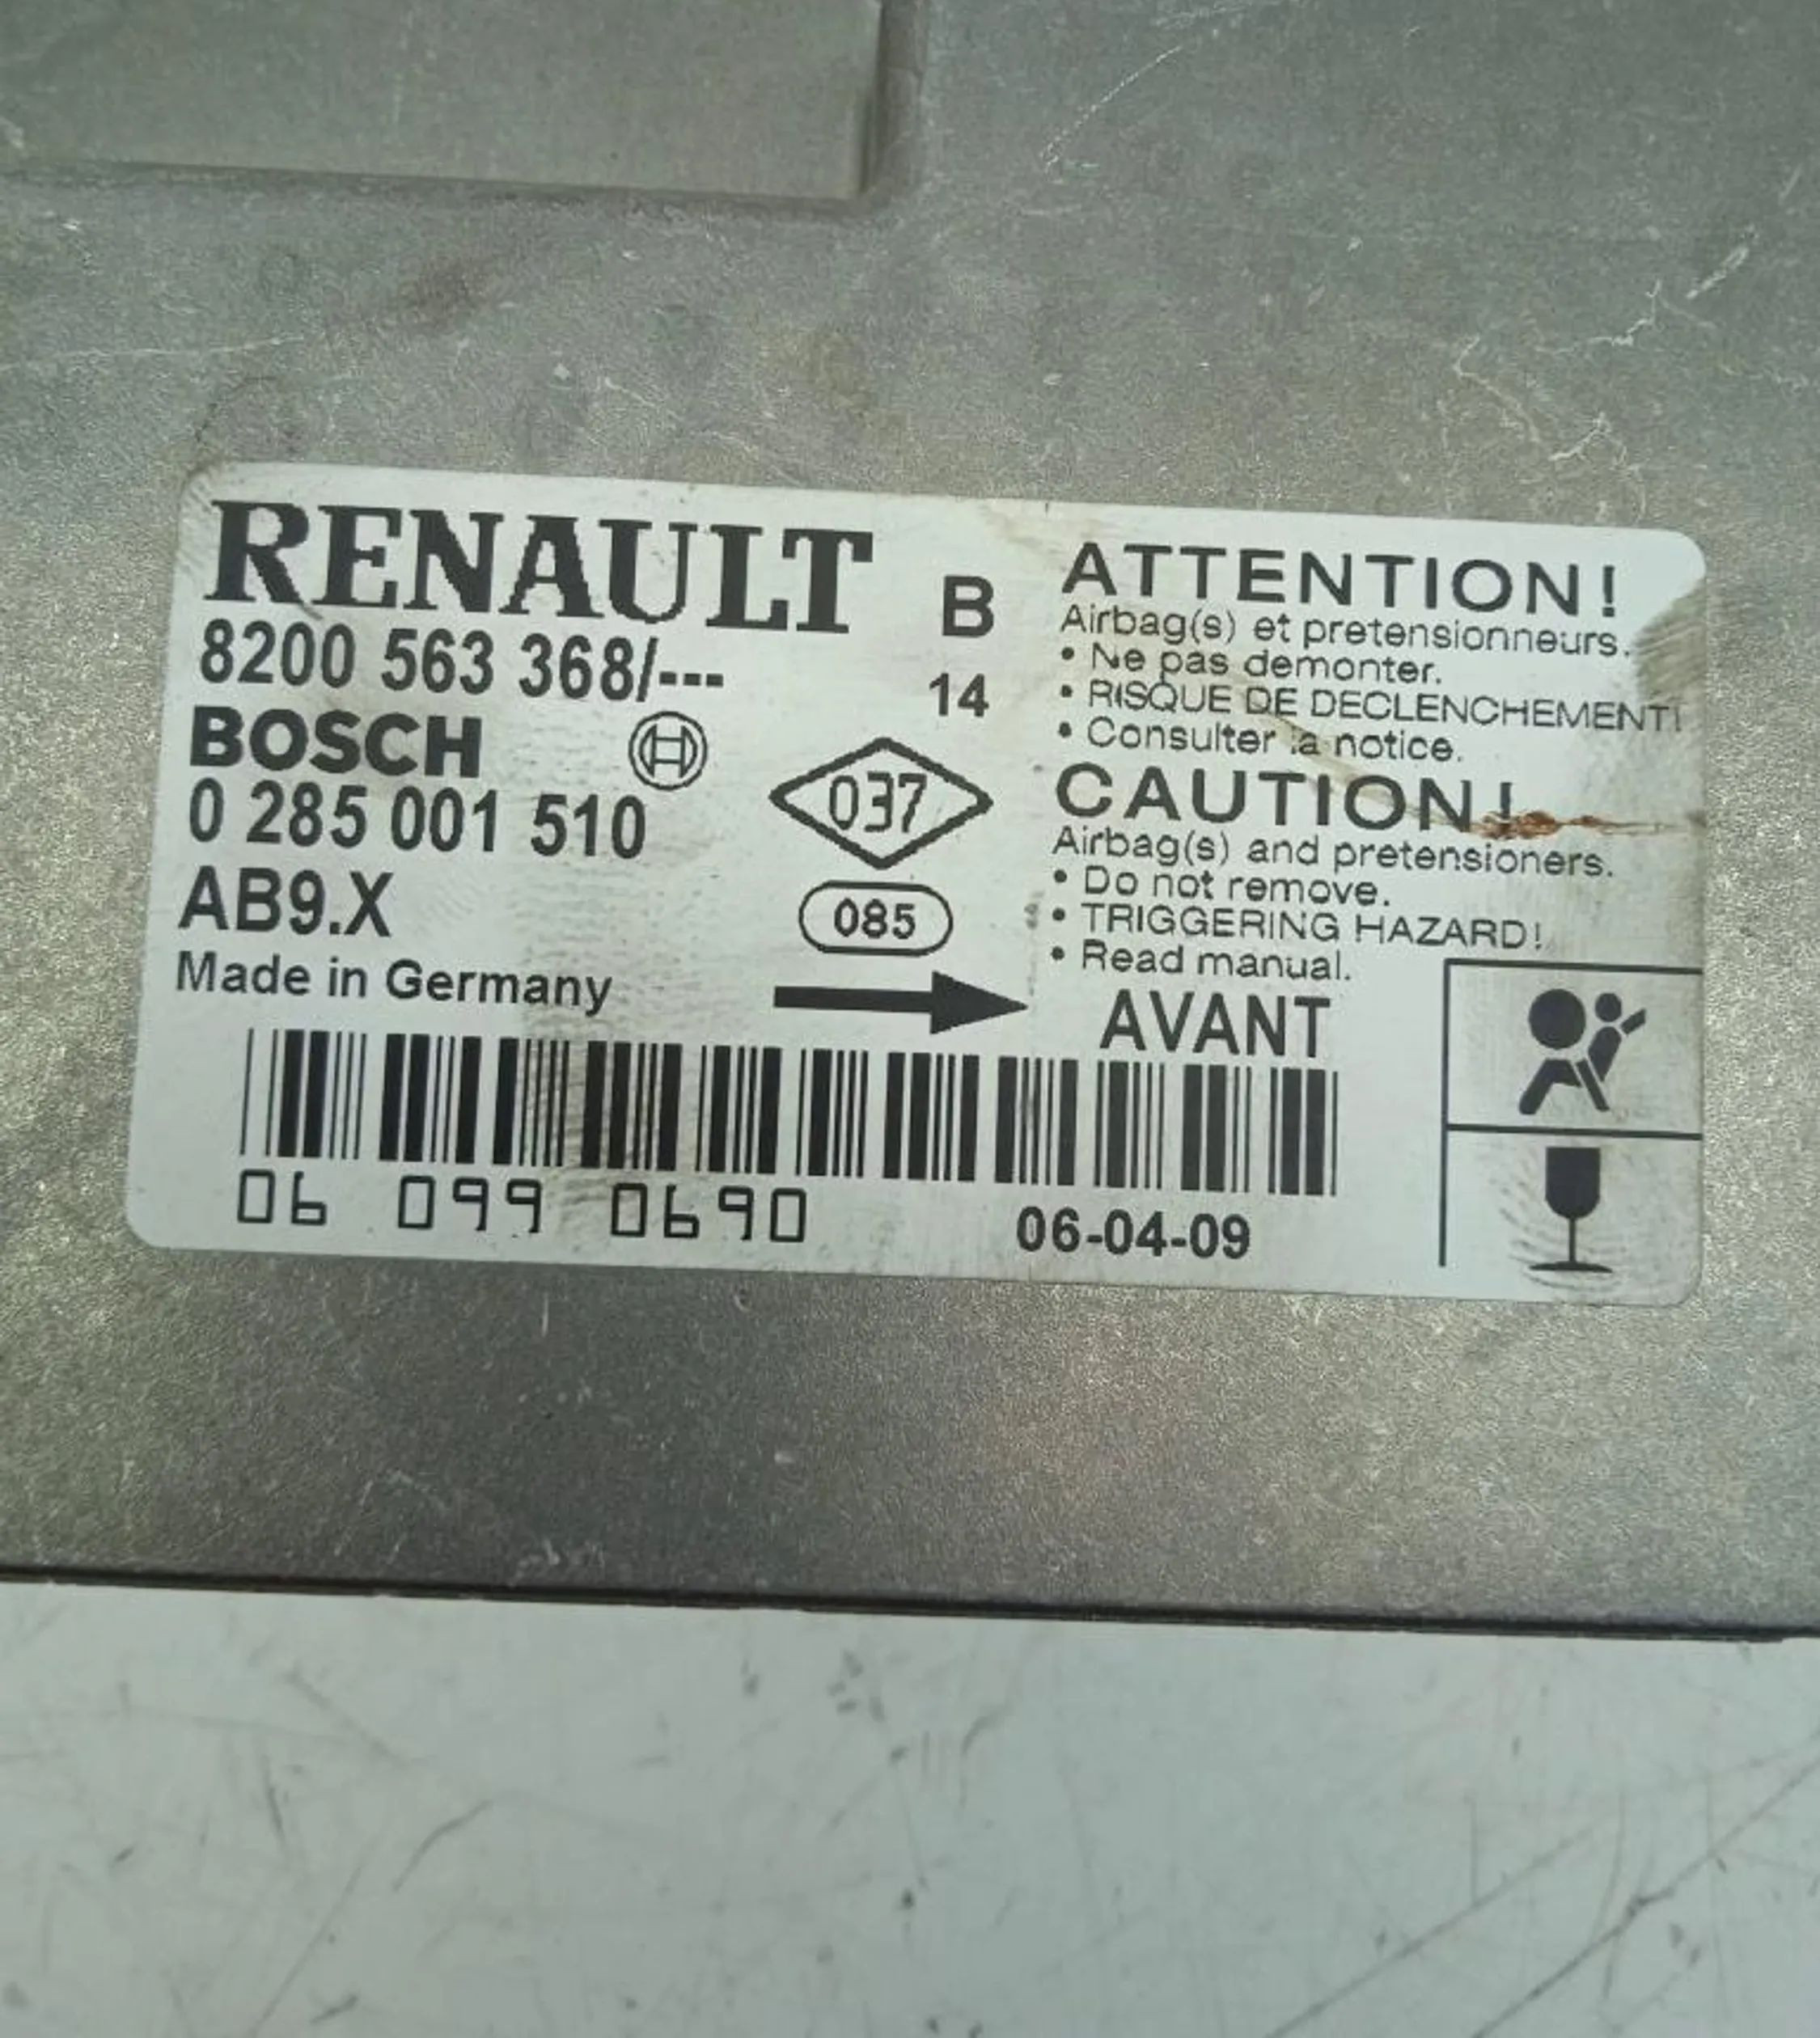 RENAULT B
8200 563 368/--- 14
BOSCH
0 285 001 510
037
AB9.X
085
Made in Germany
ATTENTION!
Airbag(s) et pretensionneurs.
• Ne pas demonter.
• RISQUE DE DECLENCHEMENT!
• Consulter la notice.
CAUTION!
Airbag(s) and pretensioners.
• Do not remove.
• TRIGGERING HAZARD!
• Read manual.
AVANT
06 099 0690
06-04-09